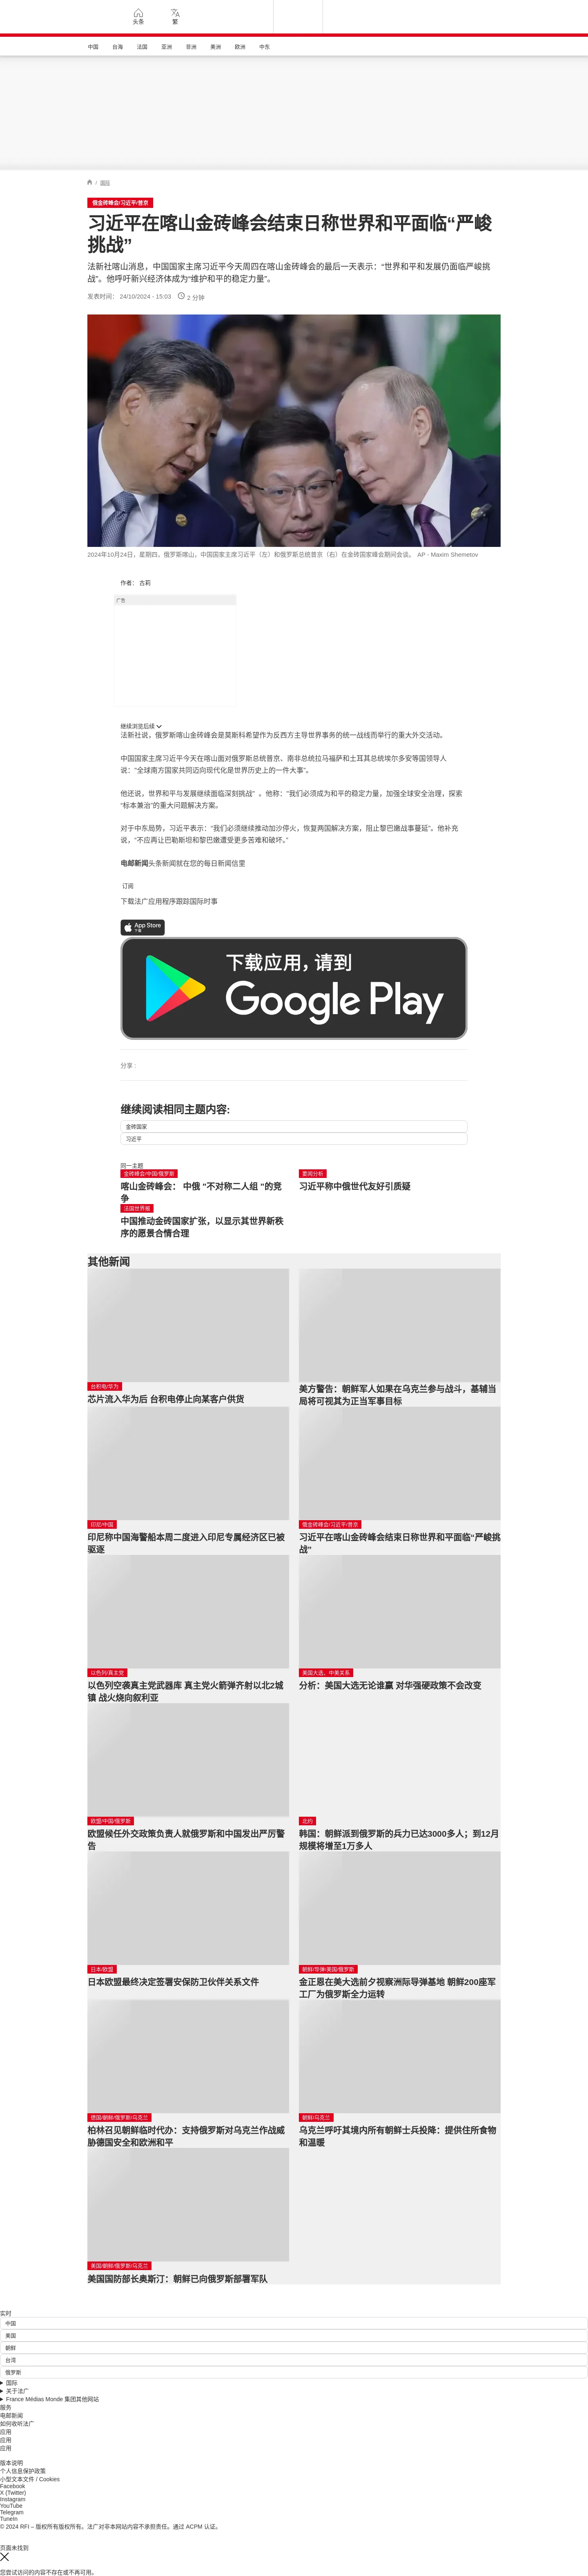 头条
繁
中国
台海
法国
亚洲
非洲
美洲
欧洲
中东
/ 国际
俄金砖峰会/习近平/普京
习近平在喀山金砖峰会结束日称世界和平面临“严峻
挑战”
法新社喀山消息，中国国家主席习近平今天周四在喀山金砖峰会的最后一天表示：“世界和平和发展仍面临严峻挑
战”。他呼吁新兴经济体成为“维护和平的稳定力量”。
发表时间： 24/10/2024 - 15:03 2 分钟
2024年10月24日，星期四，俄罗斯喀山，中国国家主席习近平（左）和俄罗斯总统普京（右）在金砖国家峰会期间会谈。 AP - Maxim Shemetov
作者： 古莉
广告
继续浏览后续
法新社说，俄罗斯喀山金砖峰会是莫斯科希望作为反西方主导世界事务的统一战线而举行的重大外交活动。
中国国家主席习近平今天在喀山面对俄罗斯总统普京、南非总统拉马福萨和土耳其总统埃尔多安等国领导人
说：“全球南方国家共同迈向现代化是世界历史上的一件大事”。
他还说，世界和平与发展继续面临深刻挑战” 。他称：“我们必须成为和平的稳定力量，加强全球安全治理，探索
“标本兼治”的重大问题解决方案。
对于中东局势，习近平表示：“我们必须继续推动加沙停火，恢复两国解决方案，阻止黎巴嫩战事蔓延”。他补充
说，“不应再让巴勒斯坦和黎巴嫩遭受更多苦难和破坏。”
电邮新闻头条新闻就在您的每日新闻信里
订阅
下载法广应用程序跟踪国际时事
App Store
下载
下载应用，请到
Google Play
分享 :
继续阅读相同主题内容:
金砖国家
习近平
同一主题
金砖峰会/中国/俄罗斯
喀山金砖峰会： 中俄 “不对称二人组 ”的竞
争
要闻分析
习近平称中俄世代友好引质疑
法国世界报
中国推动金砖国家扩张，以显示其世界新秩
序的愿景合情合理
其他新闻
台积电/华为
芯片流入华为后 台积电停止向某客户供货
美方警告：朝鲜军人如果在乌克兰参与战斗，基辅当
局将可视其为正当军事目标
印尼/中国
印尼称中国海警船本周二度进入印尼专属经济区已被
驱逐
俄金砖峰会/习近平/普京
习近平在喀山金砖峰会结束日称世界和平面临“严峻挑
战”
以色列/真主党
以色列空袭真主党武器库 真主党火箭弹齐射以北2城
镇 战火烧向叙利亚
美国大选，中美关系
分析：美国大选无论谁赢 对华强硬政策不会改变
欧盟/中国/俄罗斯
欧盟候任外交政策负责人就俄罗斯和中国发出严厉警
告
北约
韩国：朝鲜派到俄罗斯的兵力已达3000多人；到12月
规模将增至1万多人
日本/欧盟
日本欧盟最终决定签署安保防卫伙伴关系文件
朝鲜/导弹/美国/俄罗斯
金正恩在美大选前夕视察洲际导弹基地 朝鲜200座军
工厂为俄罗斯全力运转
德国/朝鲜/俄罗斯/乌克兰
柏林召见朝鲜临时代办：支持俄罗斯对乌克兰作战威
胁德国安全和欧洲和平
朝鲜/乌克兰
乌克兰呼吁其境内所有朝鲜士兵投降：提供住所食物
和温暖
美国/朝鲜/俄罗斯/乌克兰
美国国防部长奥斯汀：朝鲜已向俄罗斯部署军队
实时
中国
美国
朝鲜
台湾
俄罗斯
国际
关于法广
France Médias Monde 集团其他网站
服务
电邮新闻
如何收听法广
应用
应用
应用
版本说明
个人信息保护政策
小型文本文件 / Cookies
Facebook
X (Twitter)
Instagram
YouTube
Telegram
TuneIn
© 2024 RFI – 版权所有版权所有。法广对非本网站内容不承担责任。通过 ACPM 认证。
页面未找到
您尝试访问的内容不存在或不再可用。